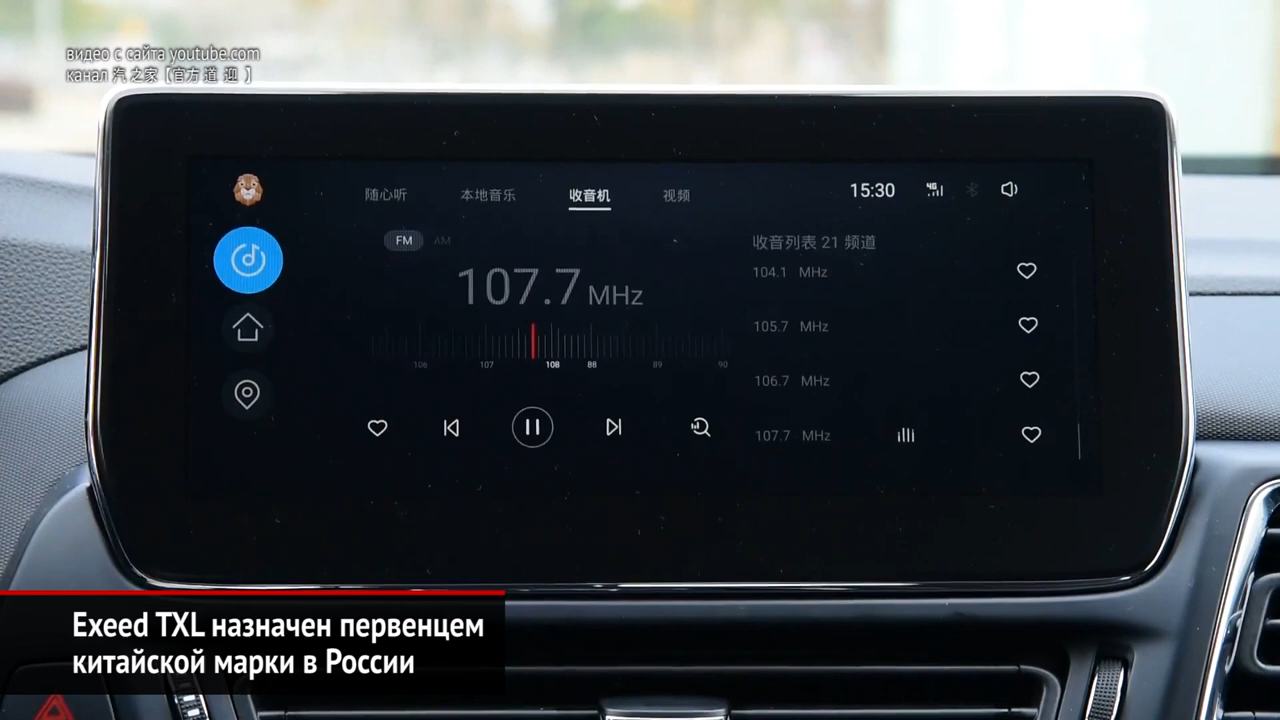 видео с сайта youtube.com
канал 汽 之家【官方道 迎 】
随心听 本地音乐 收音机 视频 15:30 4G
FM AM
107.7 MHz
106 107 108 88 89 90
收音列表 21 频道
104.1 MHz
105.7 MHz
106.7 MHz
107.7 MHz
Exeed TXL назначен первенцем
китайской марки в России